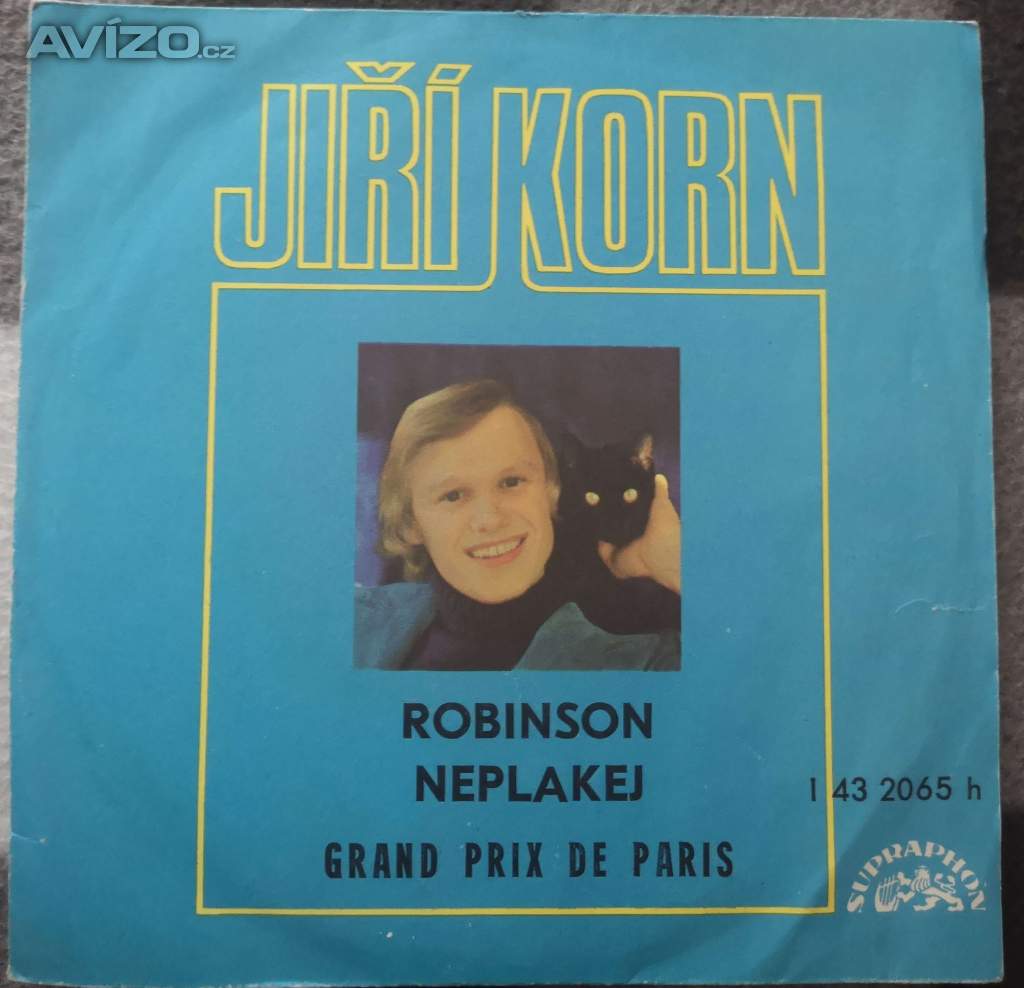 AVÍZO.cz
JIŘÍ KORN
ROBINSON
NEPLAKEJ
1 43 2065 h
GRAND PRIX DE PARIS
SUPRAPHON